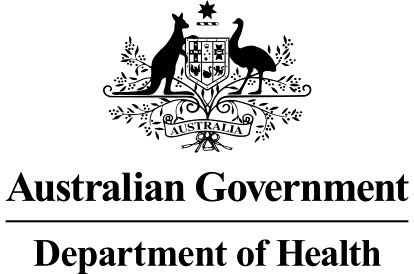 AUSTRALIA
Australian Government
Department of Health